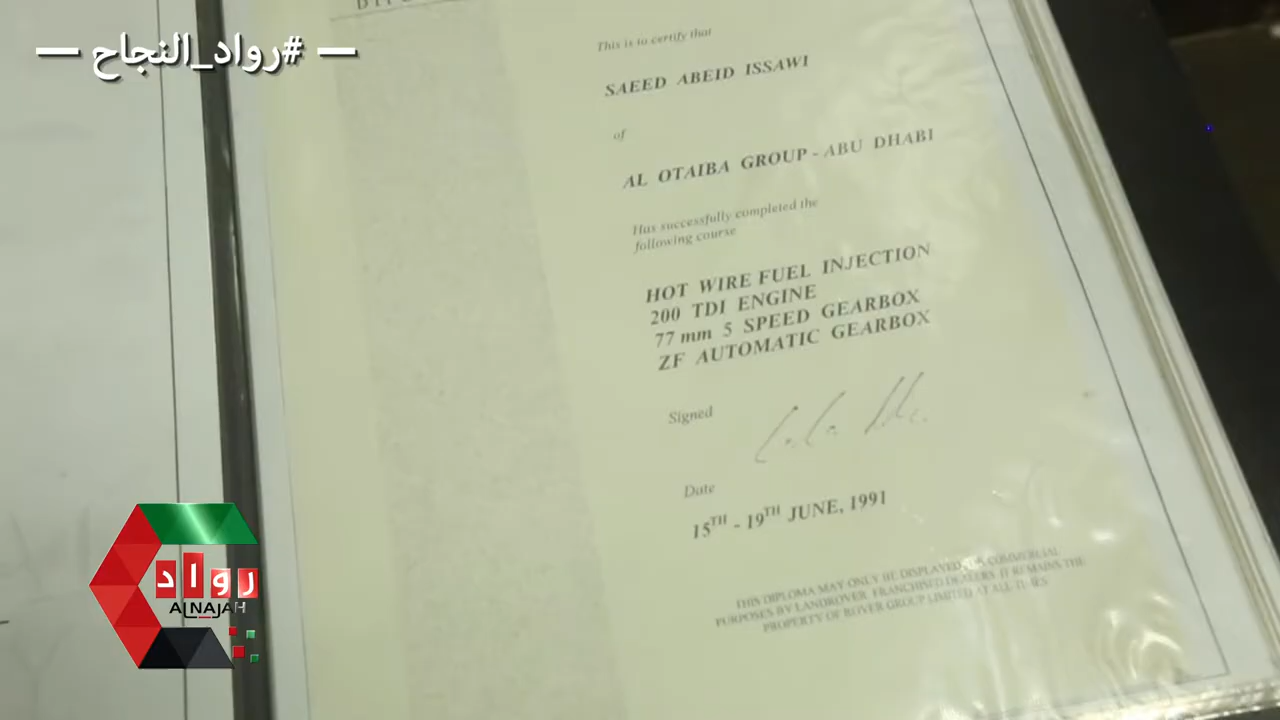 #رواد_النجاح
This is to certify that
SAEED ABEID ISSAWI
of
AL OTAIBA GROUP - ABU DHABI
Has successfully completed the
following course
HOT WIRE FUEL INJECTION
200 TDI ENGINE
77 mm 5 SPEED GEARBOX
ZF AUTOMATIC GEARBOX
Signed
Date
15TH - 19TH JUNE, 1991
THIS DIPLOMA MAY ONLY BE DISPLAYED COMMERCIAL
PURPOSES BY LANDROVER FRANCHISED DEALERS IT REMAINS THE
PROPERTY OF ROVER GROUP LIMITED AT ALL TIMES
رواد
ALNAJAH